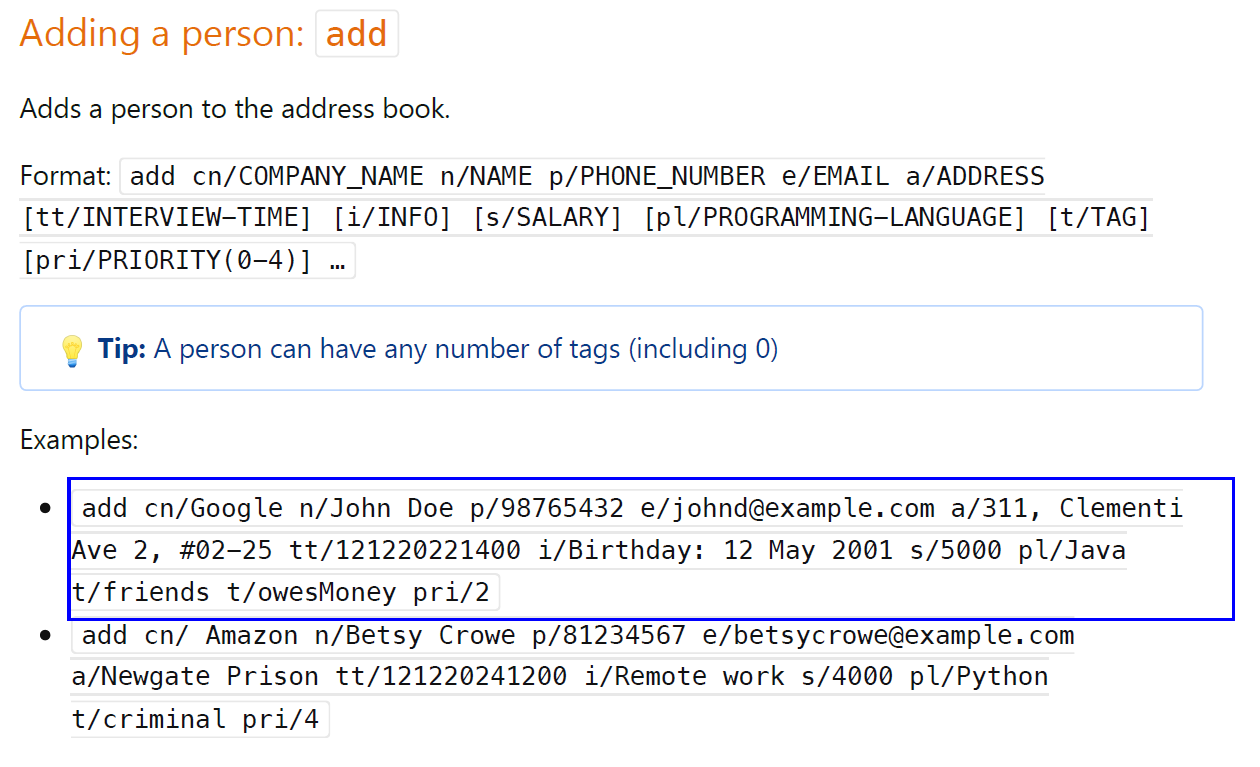 Adding a person: add
Adds a person to the address book.
Format: add cn/COMPANY_NAME n/NAME p/PHONE_NUMBER e/EMAIL a/ADDRESS
[tt/INTERVIEW-TIME] [i/INFO] [s/SALARY] [pl/PROGRAMMING-LANGUAGE] [t/TAG]
[pri/PRIORITY(0-4)] …
Tip: A person can have any number of tags (including 0)
Examples:
add cn/Google n/John Doe p/98765432 e/johnd@example.com a/311, Clementi
Ave 2, #02-25 tt/121220221400 i/Birthday: 12 May 2001 s/5000 pl/Java
t/friends t/owesMoney pri/2
add cn/ Amazon n/Betsy Crowe p/81234567 e/betsycrowe@example.com
a/Newgate Prison tt/121220241200 i/Remote work s/4000 pl/Python
t/criminal pri/4